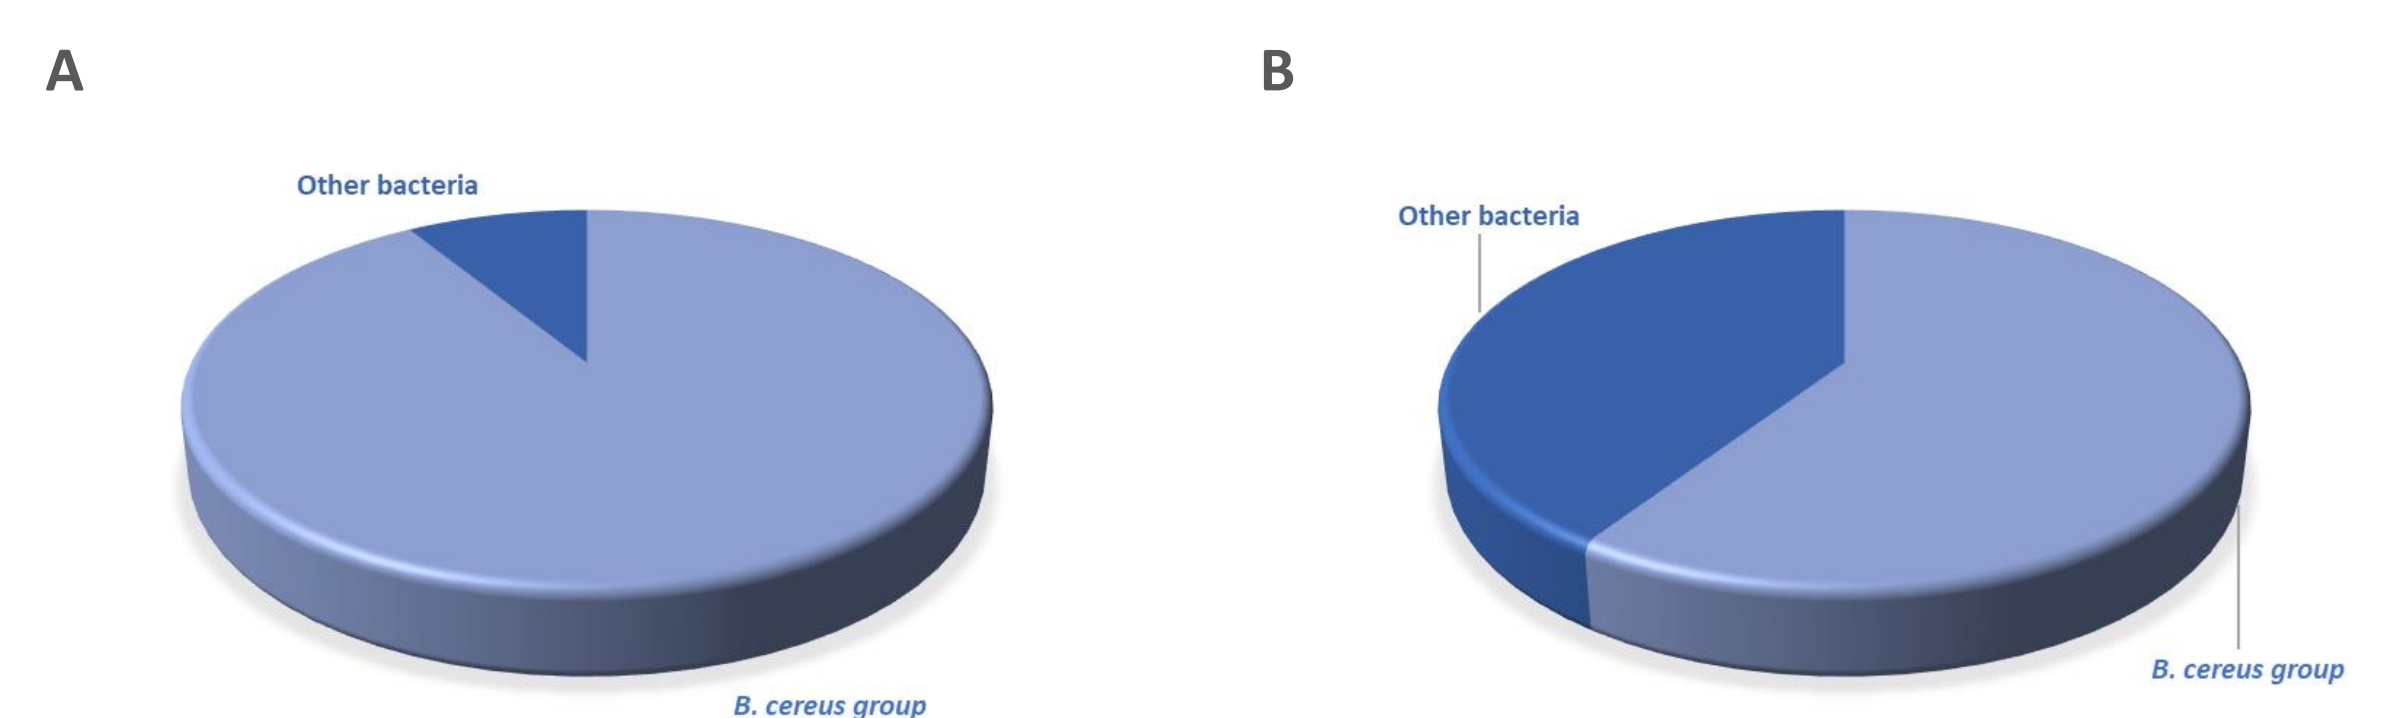 A
B
Other bacteria
Other bacteria
B. cereus group
B. cereus group